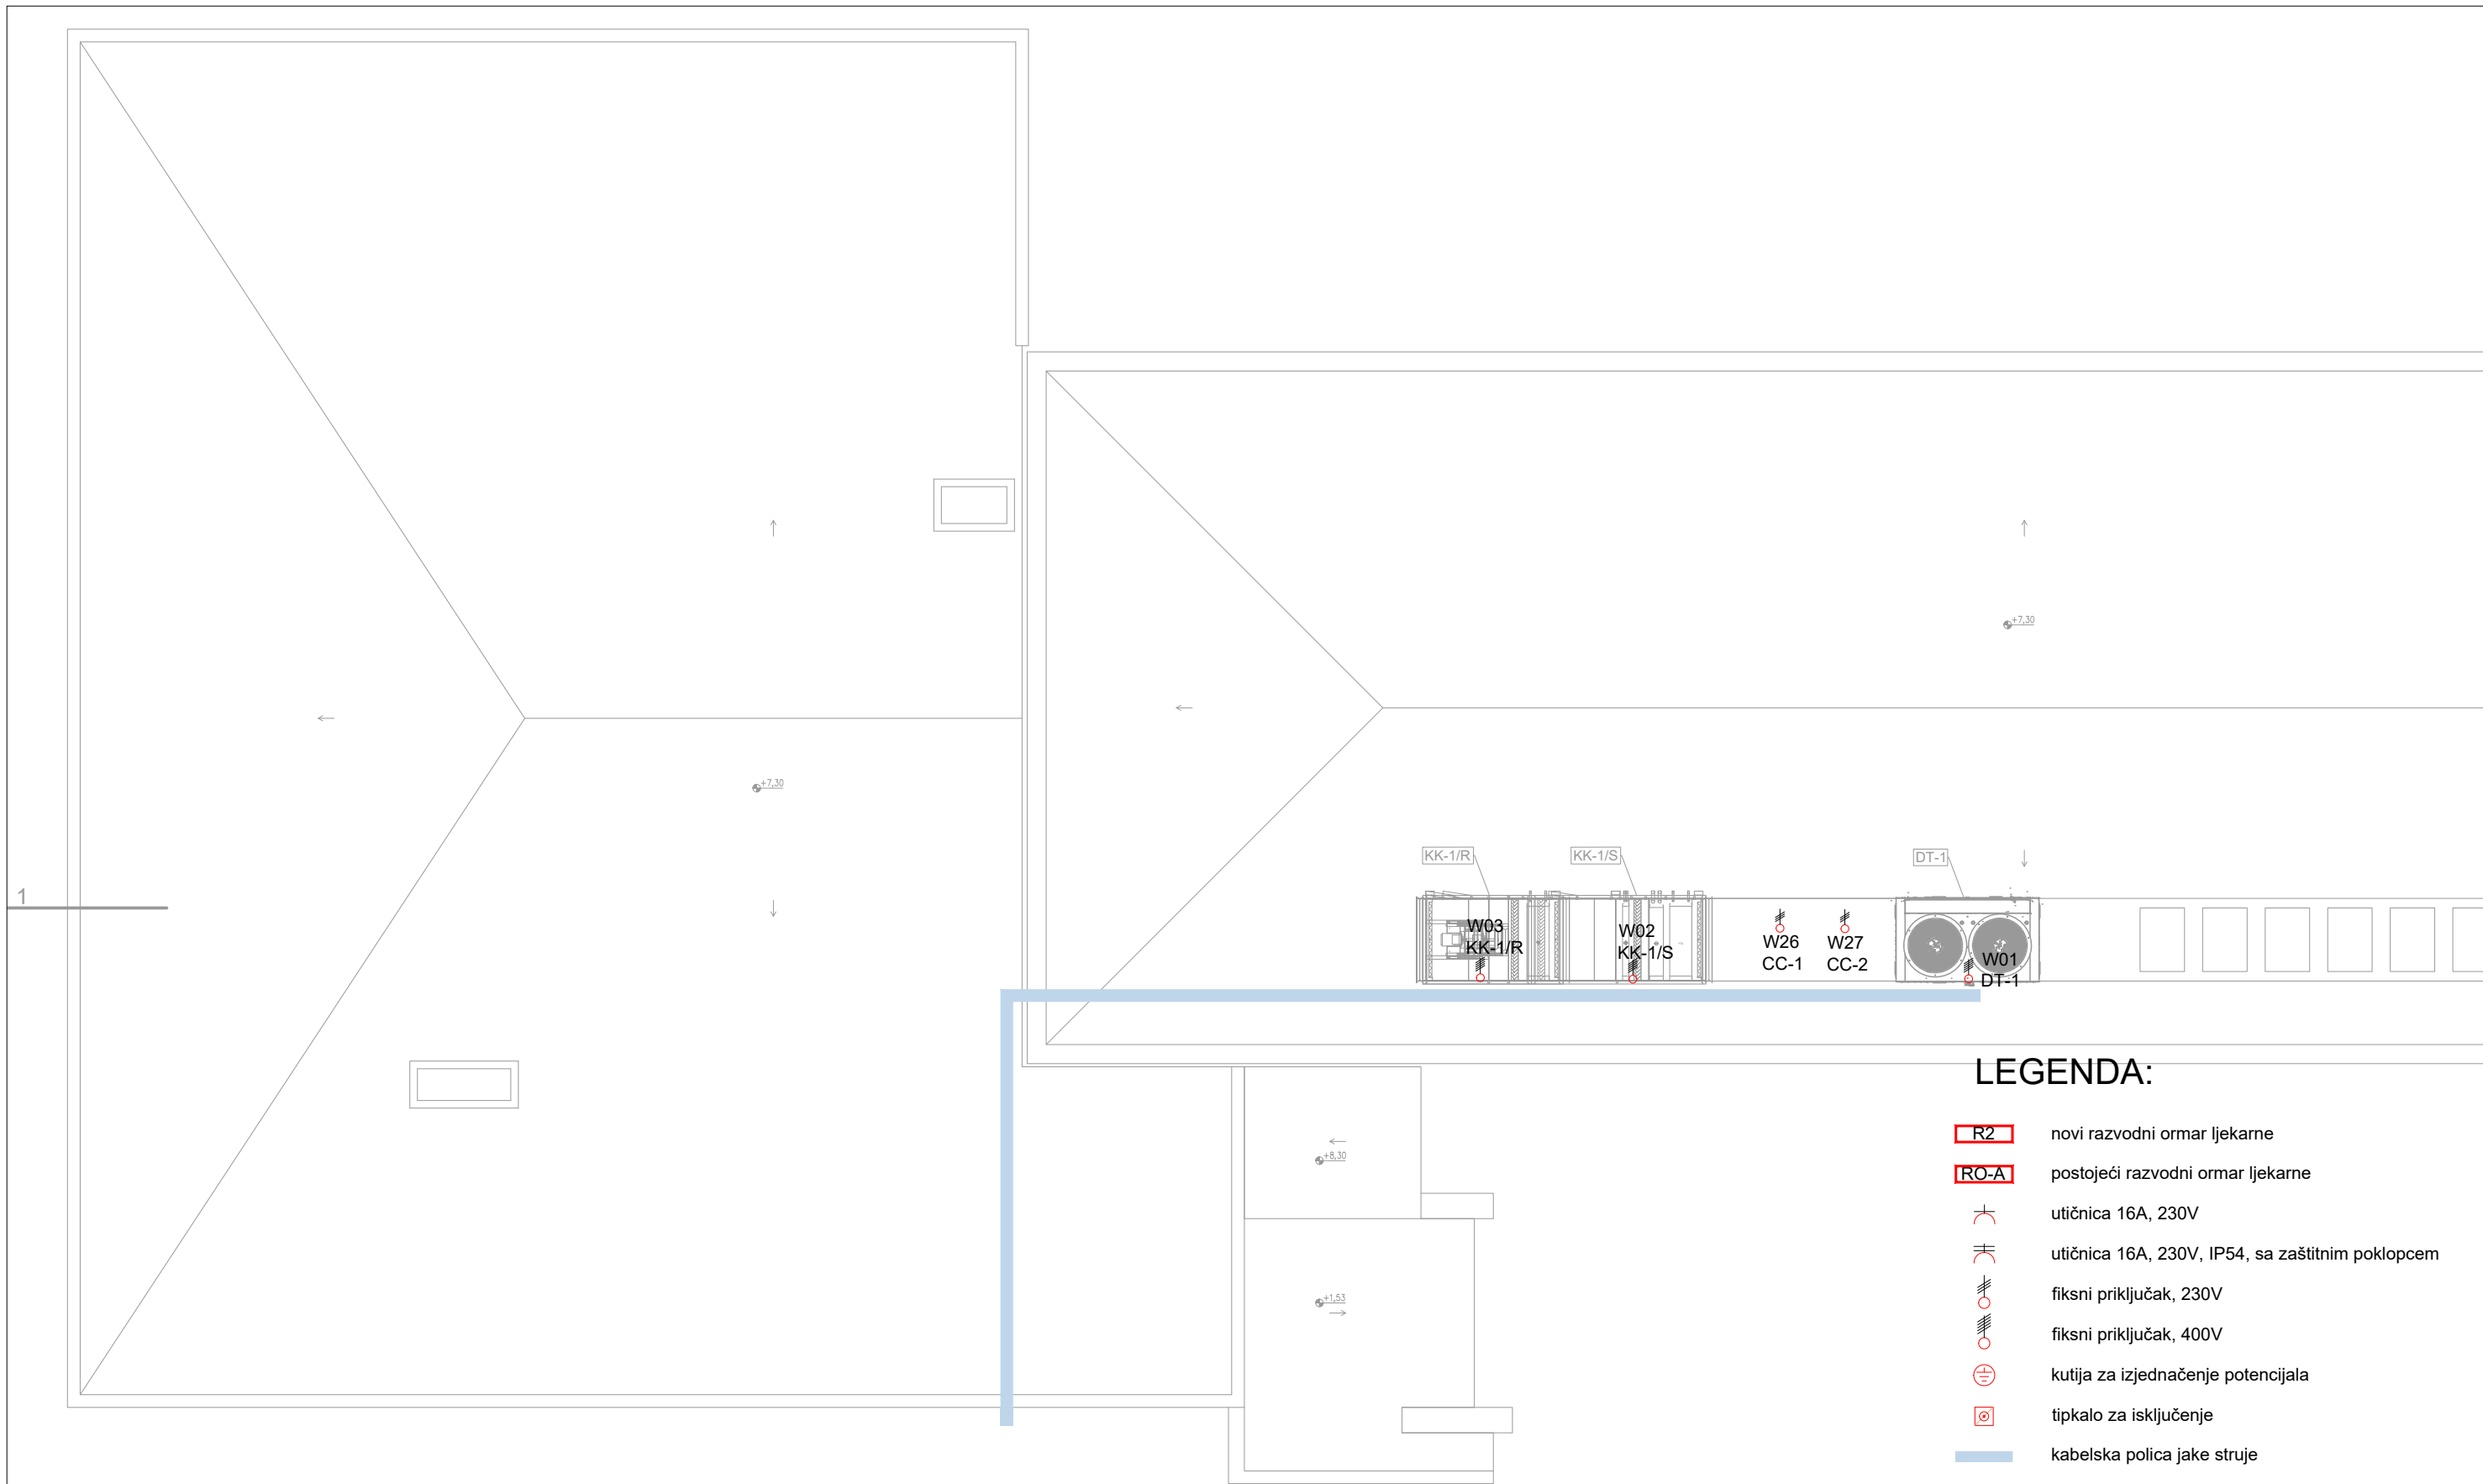 +7,30
+7,30
1
KK-1/R
KK-1/S
DT-1
W03
KK-1/R
W02
KK-1/S
W26
CC-1
W27
CC-2
W01
DT-1
+8,30
+1,53
LEGENDA:
R2 novi razvodni ormar ljekarne
RO-A postojeći razvodni ormar ljekarne
utičnica 16A, 230V
utičnica 16A, 230V, IP54, sa zaštitnim poklopcem
fiksni priključak, 230V
fiksni priključak, 400V
kutija za izjednačenje potencijala
tipkalo za isključenje
kabelska polica jake struje